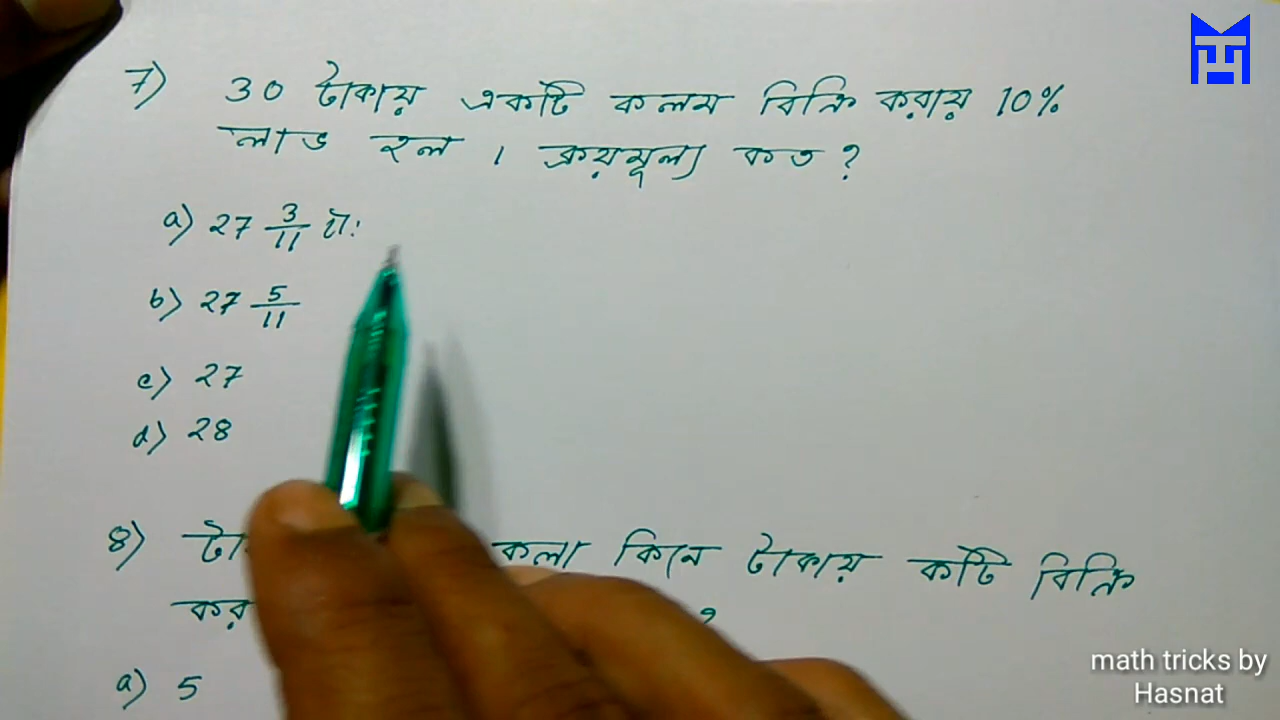 7) 30 টাকায় একটি কলম বিক্রি করায় 10%
লাভ হল । ক্রয়মূল্য কত ?
a) 27 3/11 টা:
b) 27 5/11
c) 27
d) 28
8) কলা কিনে টাকায় কটি বিক্রি
কর ?
a) 5
math tricks by
Hasnat